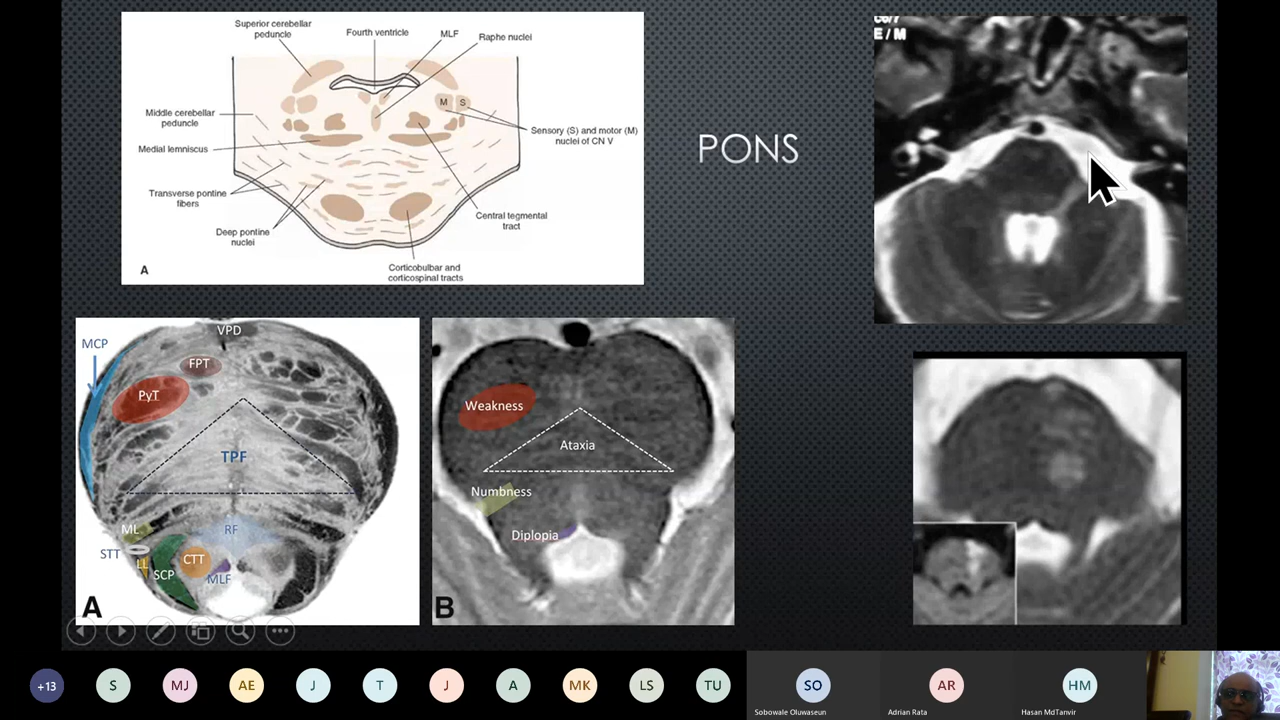 Superior cerebellar
peduncle
Fourth ventricle
MLF
Raphe nuclei
M
S
Middle cerebellar
peduncle
Sensory (S) and motor (M)
nuclei of CN V
Medial lemniscus
Transverse pontine
fibers
Central tegmental
tract
Deep pontine
nuclei
Corticobulbar and
corticospinal tracts
A
PONS
E / M
MCP
VPD
FPT
PyT
TPF
ML
RF
STT
LL
CTT
SCP
MLF
A
Weakness
Ataxia
Numbness
Diplopia
B
+13
S
MJ
AE
J
T
J
A
MK
LS
TU
SO
AR
HM
Sobowale Oluwaseun
Adrian Rata
Hasan MdTanvir